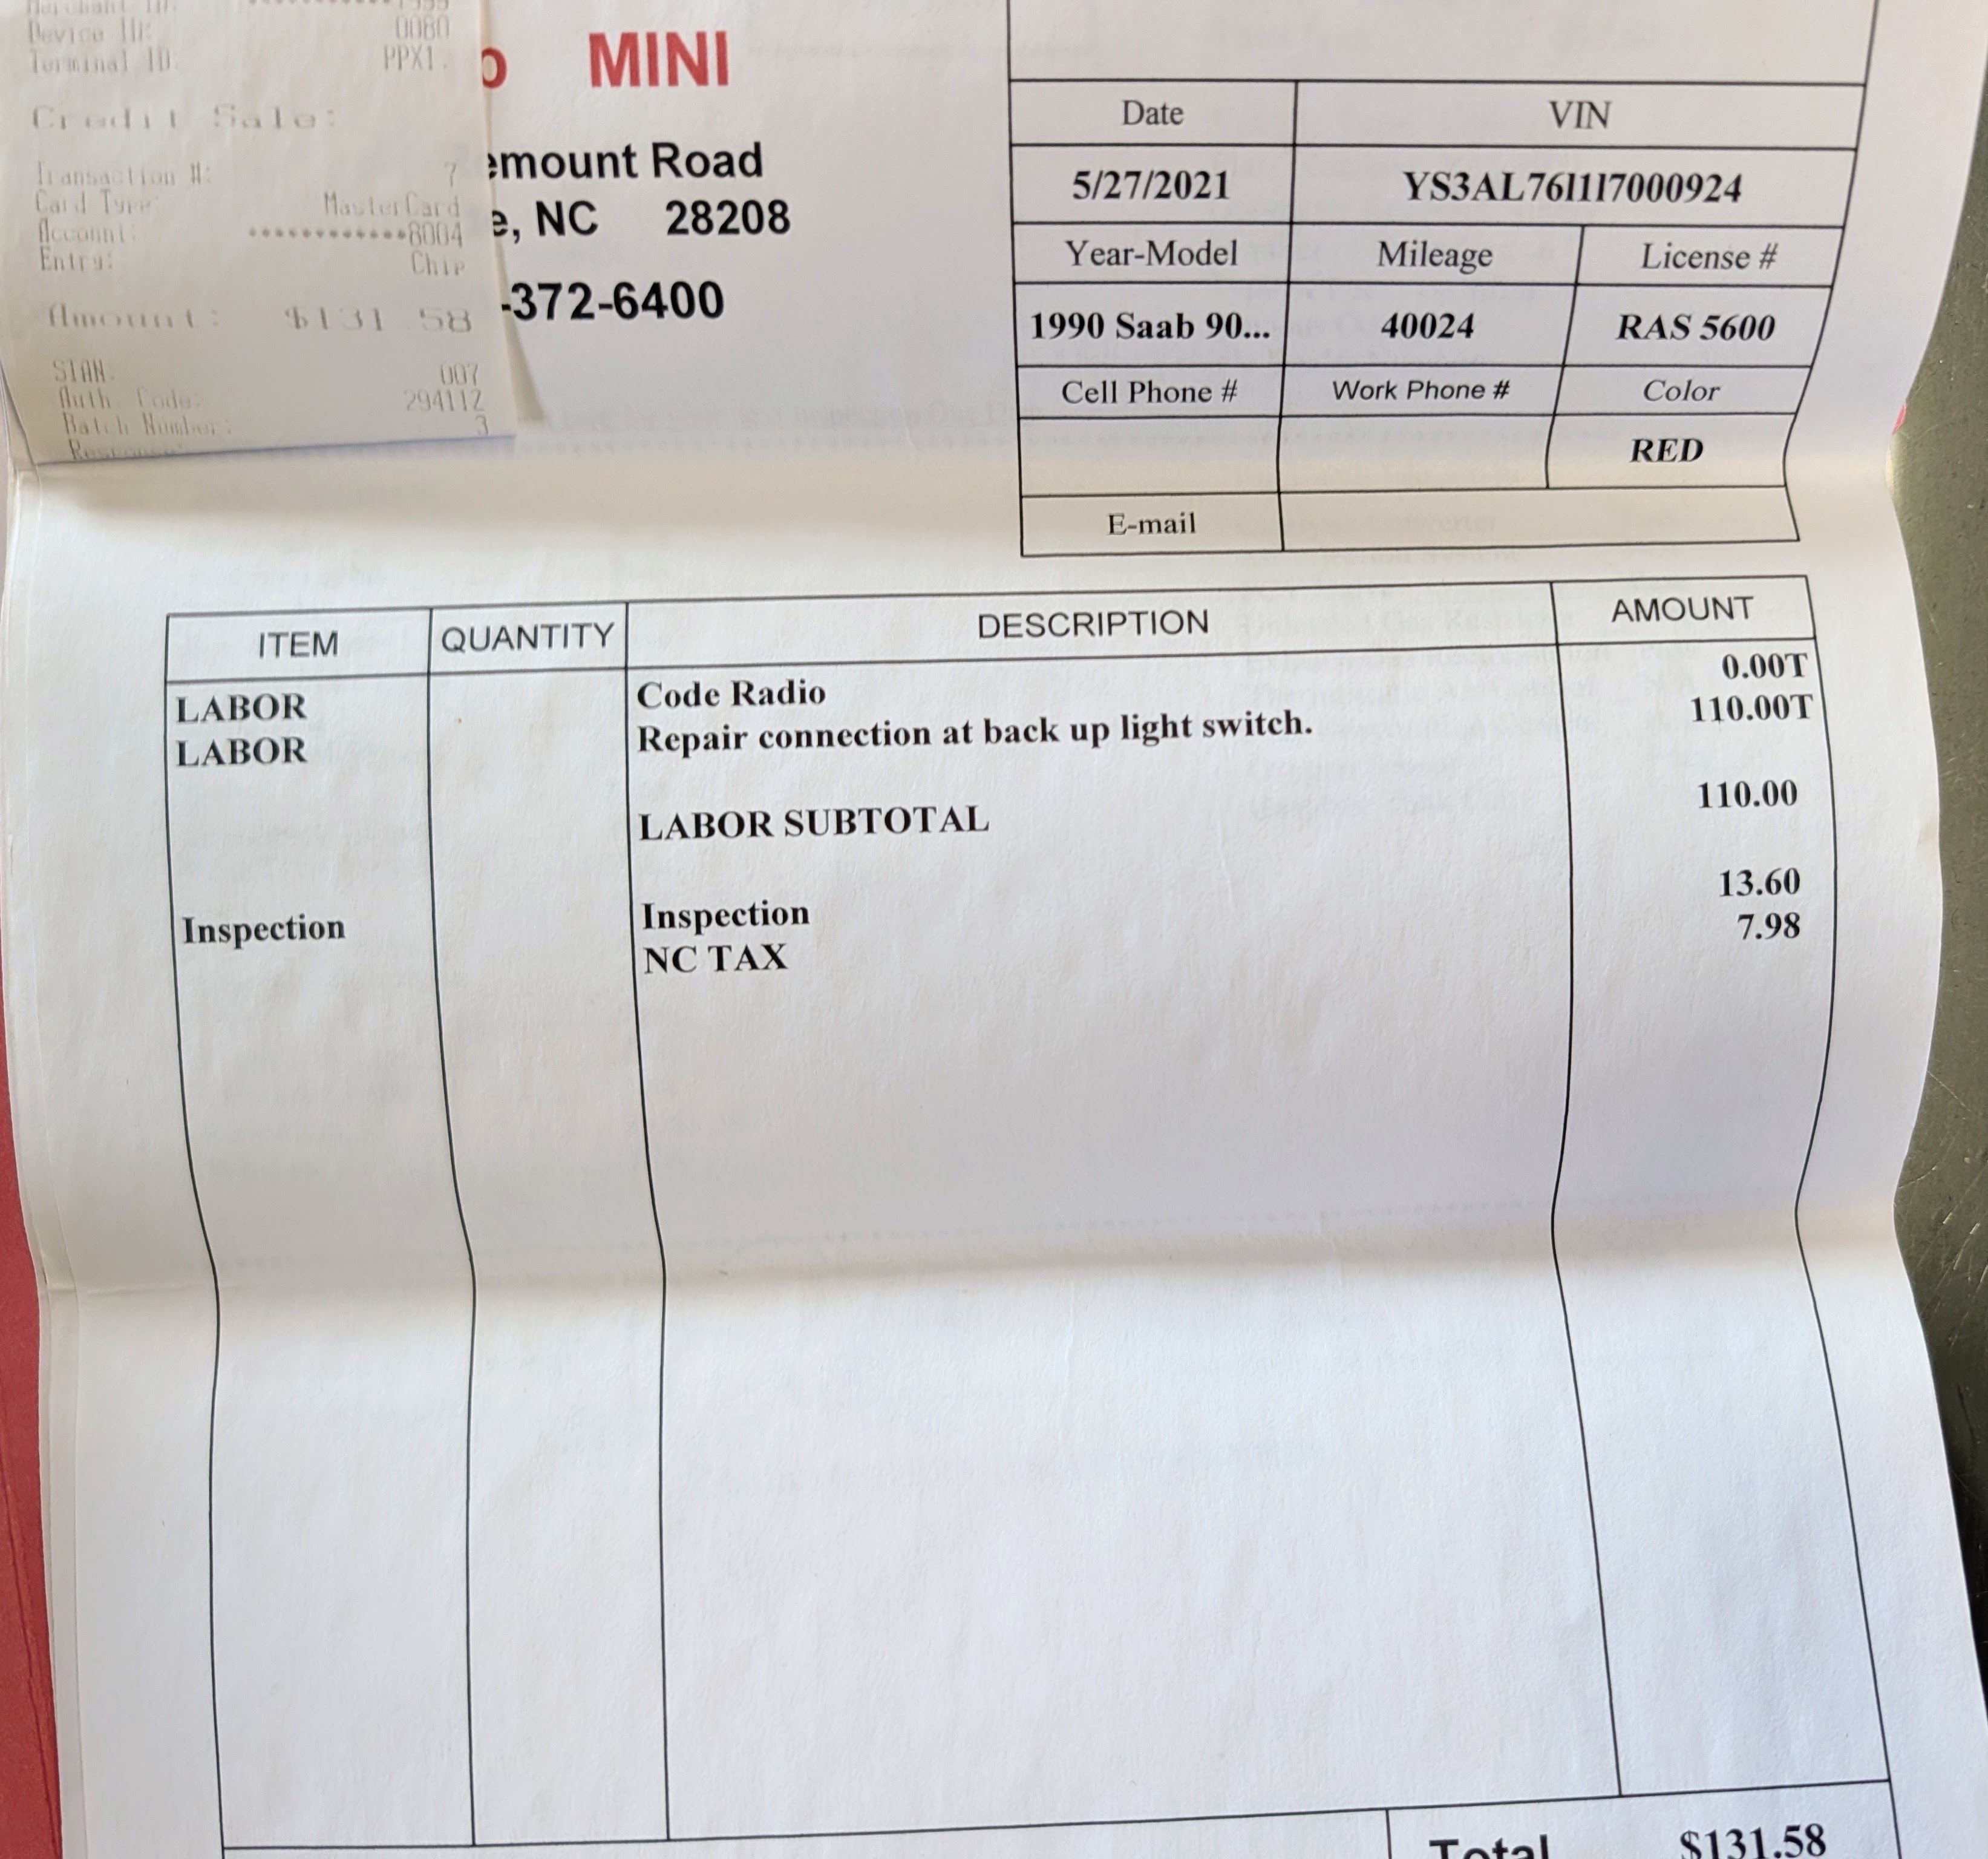 Device ID: 0080
Terminal ID: PPX1.
Credit Sale:
Transaction #: 7
Card Type: MasterCard
Account: ************8004
Entry: Chip
Amount: $131.58
STAN: 007
Auth. Code: 29411Z
Batch Number: 3
o MINI
emount Road
e, NC 28208
-372-6400
Date VIN
5/27/2021 YS3AL76l1l7000924
Year-Model Mileage License #
1990 Saab 90... 40024 RAS 5600
Cell Phone # Work Phone # Color
RED
E-mail
ITEM QUANTITY DESCRIPTION AMOUNT
LABOR Code Radio 0.00T
LABOR Repair connection at back up light switch. 110.00T
LABOR SUBTOTAL 110.00
Inspection Inspection 13.60
NC TAX 7.98
Total $131.58